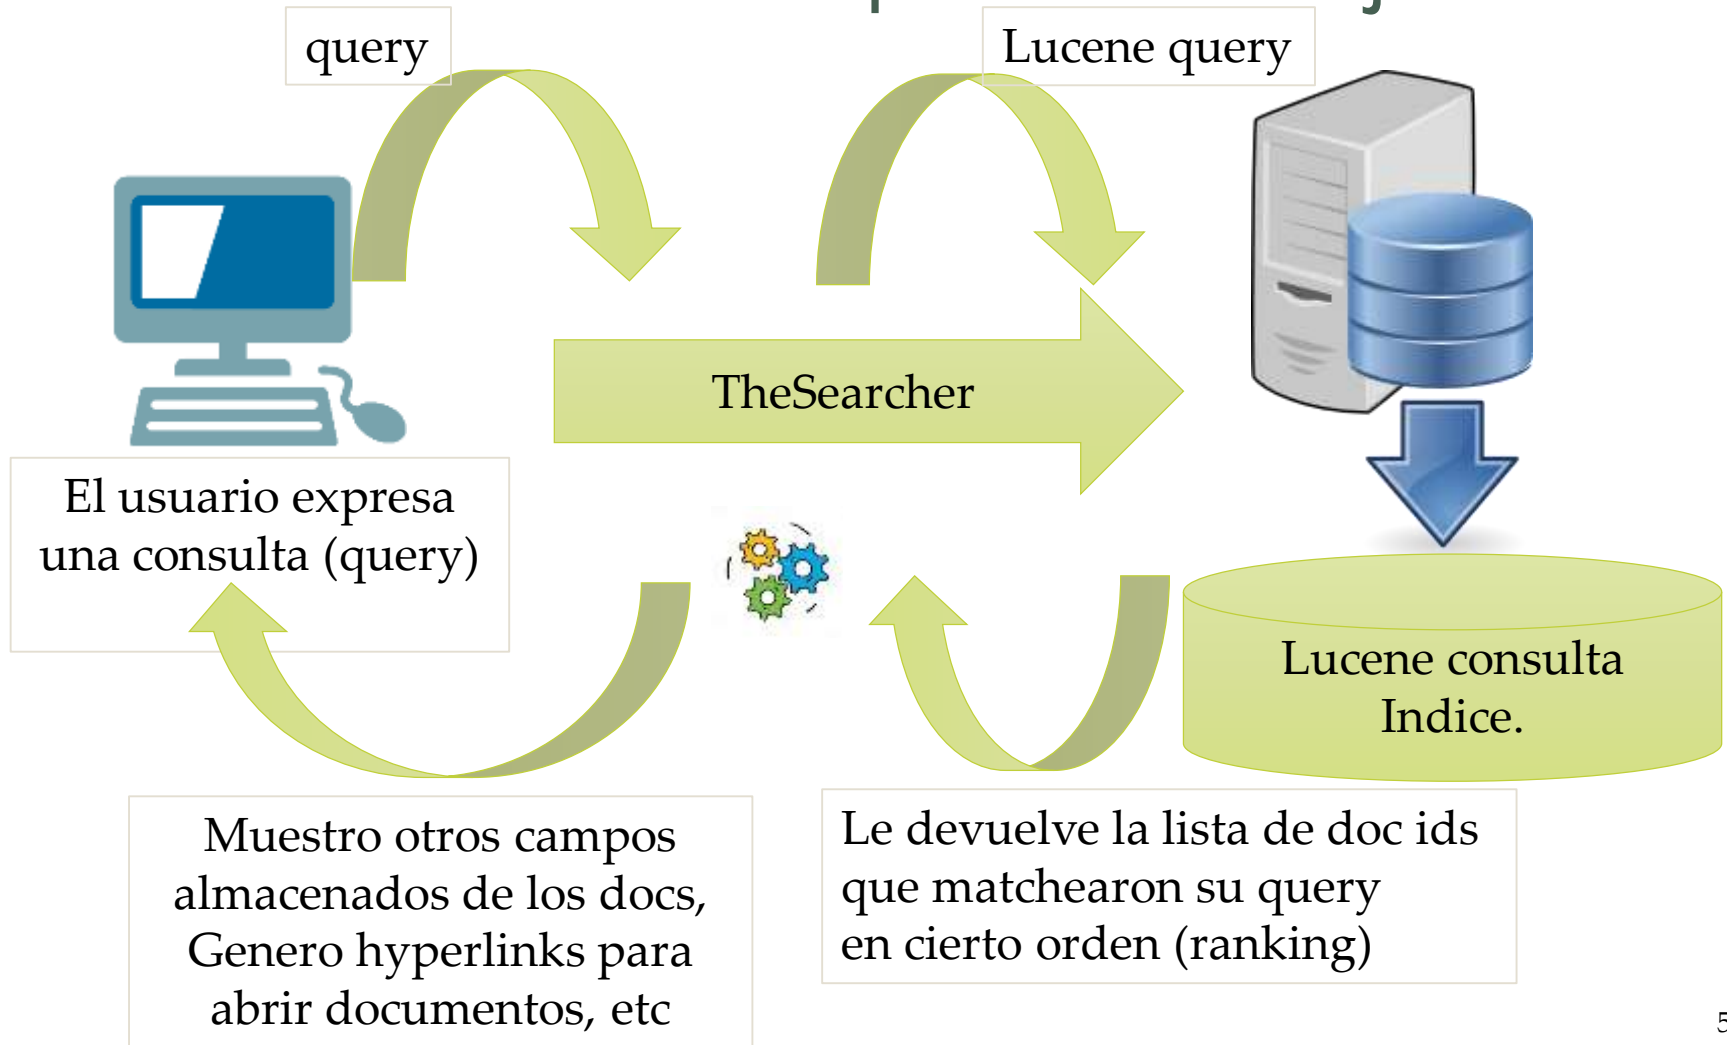 query
Lucene query
TheSearcher
El usuario expresa
una consulta (query)
Lucene consulta
Indice.
Muestro otros campos
almacenados de los docs,
Genero hyperlinks para
abrir documentos, etc
Le devuelve la lista de doc ids
que matchearon su query
en cierto orden (ranking)
5